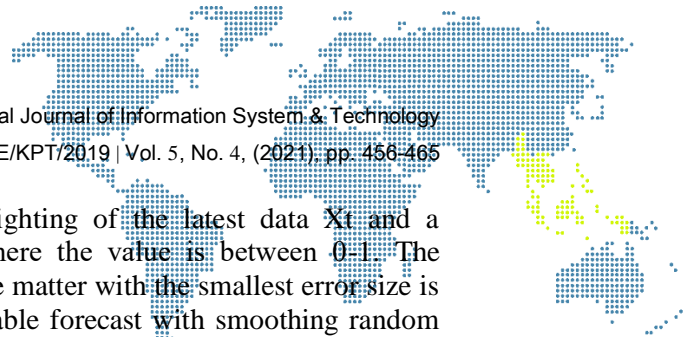 al Journal of Information System & Technology
E/KPT/2019 | Vol. 5, No. 4, (2021), pp. 456-465
ighting of the latest data Xt and a
here the value is between 0-1. The
e matter with the smallest error size is
able forecast with smoothing random